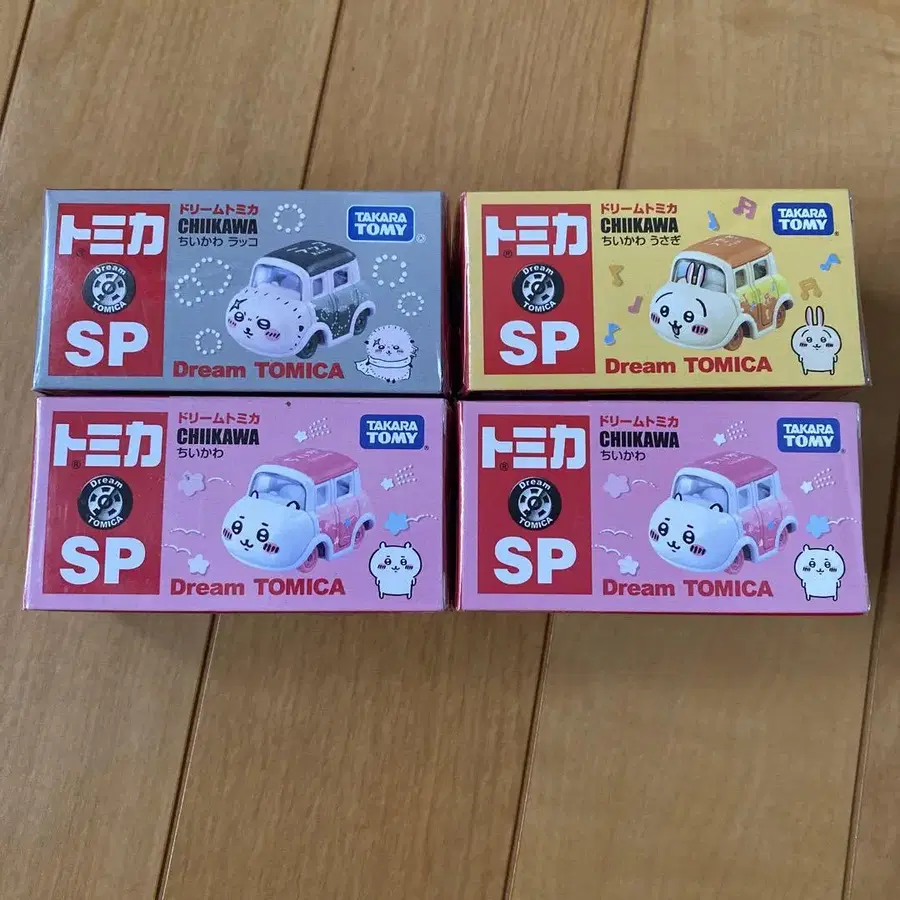 トミカ
Dream
TOMICA
SP
ドリームトミカ
CHIIKAWA
ちいかわ ラッコ
TAKARA
TOMY
Dream TOMICA
トミカ
Dream
TOMICA
SP
ドリームトミカ
CHIIKAWA
ちいかわ うさぎ
TAKARA
TOMY
Dream TOMICA
トミカ
Dream
TOMICA
SP
ドリームトミカ
CHIIKAWA
ちいかわ
TAKARA
TOMY
Dream TOMICA
トミカ
Dream
TOMICA
SP
ドリームトミカ
CHIIKAWA
ちいかわ
TAKARA
TOMY
Dream TOMICA